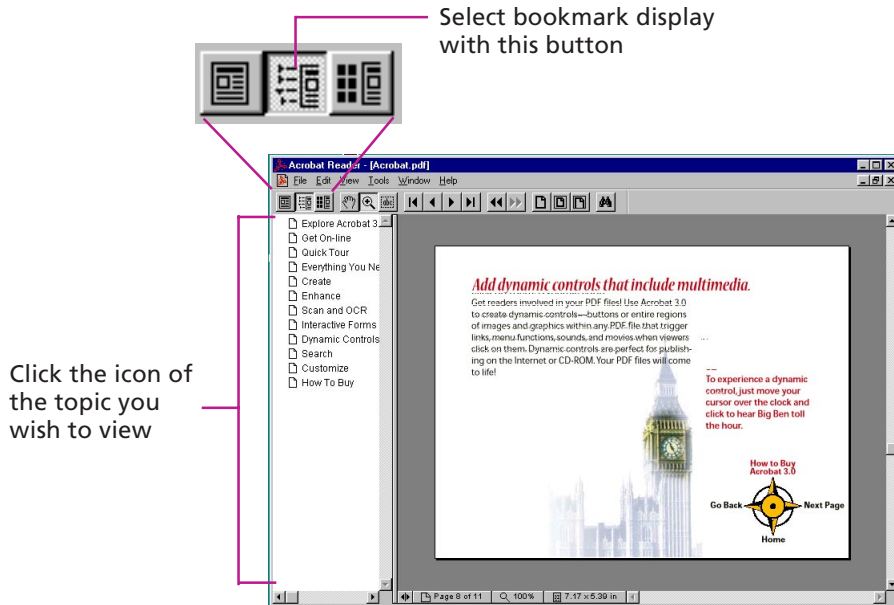 Select bookmark display
with this button
Acrobat Reader - [Acrobat.pdf]
File Edit View Tools Window Help
abc
Explore Acrobat 3.
Get On-line
Quick Tour
Everything You Ne
Create
Enhance
Scan and OCR
Interactive Forms
Dynamic Controls
Search
Customize
How To Buy
Click the icon of
the topic you
wish to view
Add dynamic controls that include multimedia.
Get readers involved in your PDF files! Use Acrobat 3.0
to create dynamic controls—buttons or entire regions
of images and graphics within any PDF file that trigger
links, menu functions, sounds, and movies when viewers
click on them. Dynamic controls are perfect for publish-
ing on the Internet or CD-ROM. Your PDF files will come
to life!
To experience a dynamic
control, just move your
cursor over the clock and
click to hear Big Ben toll
the hour.
How to Buy
Acrobat 3.0
Go Back
Next Page
Home
Page 8 of 11 100% 7.17 x 5.39 in